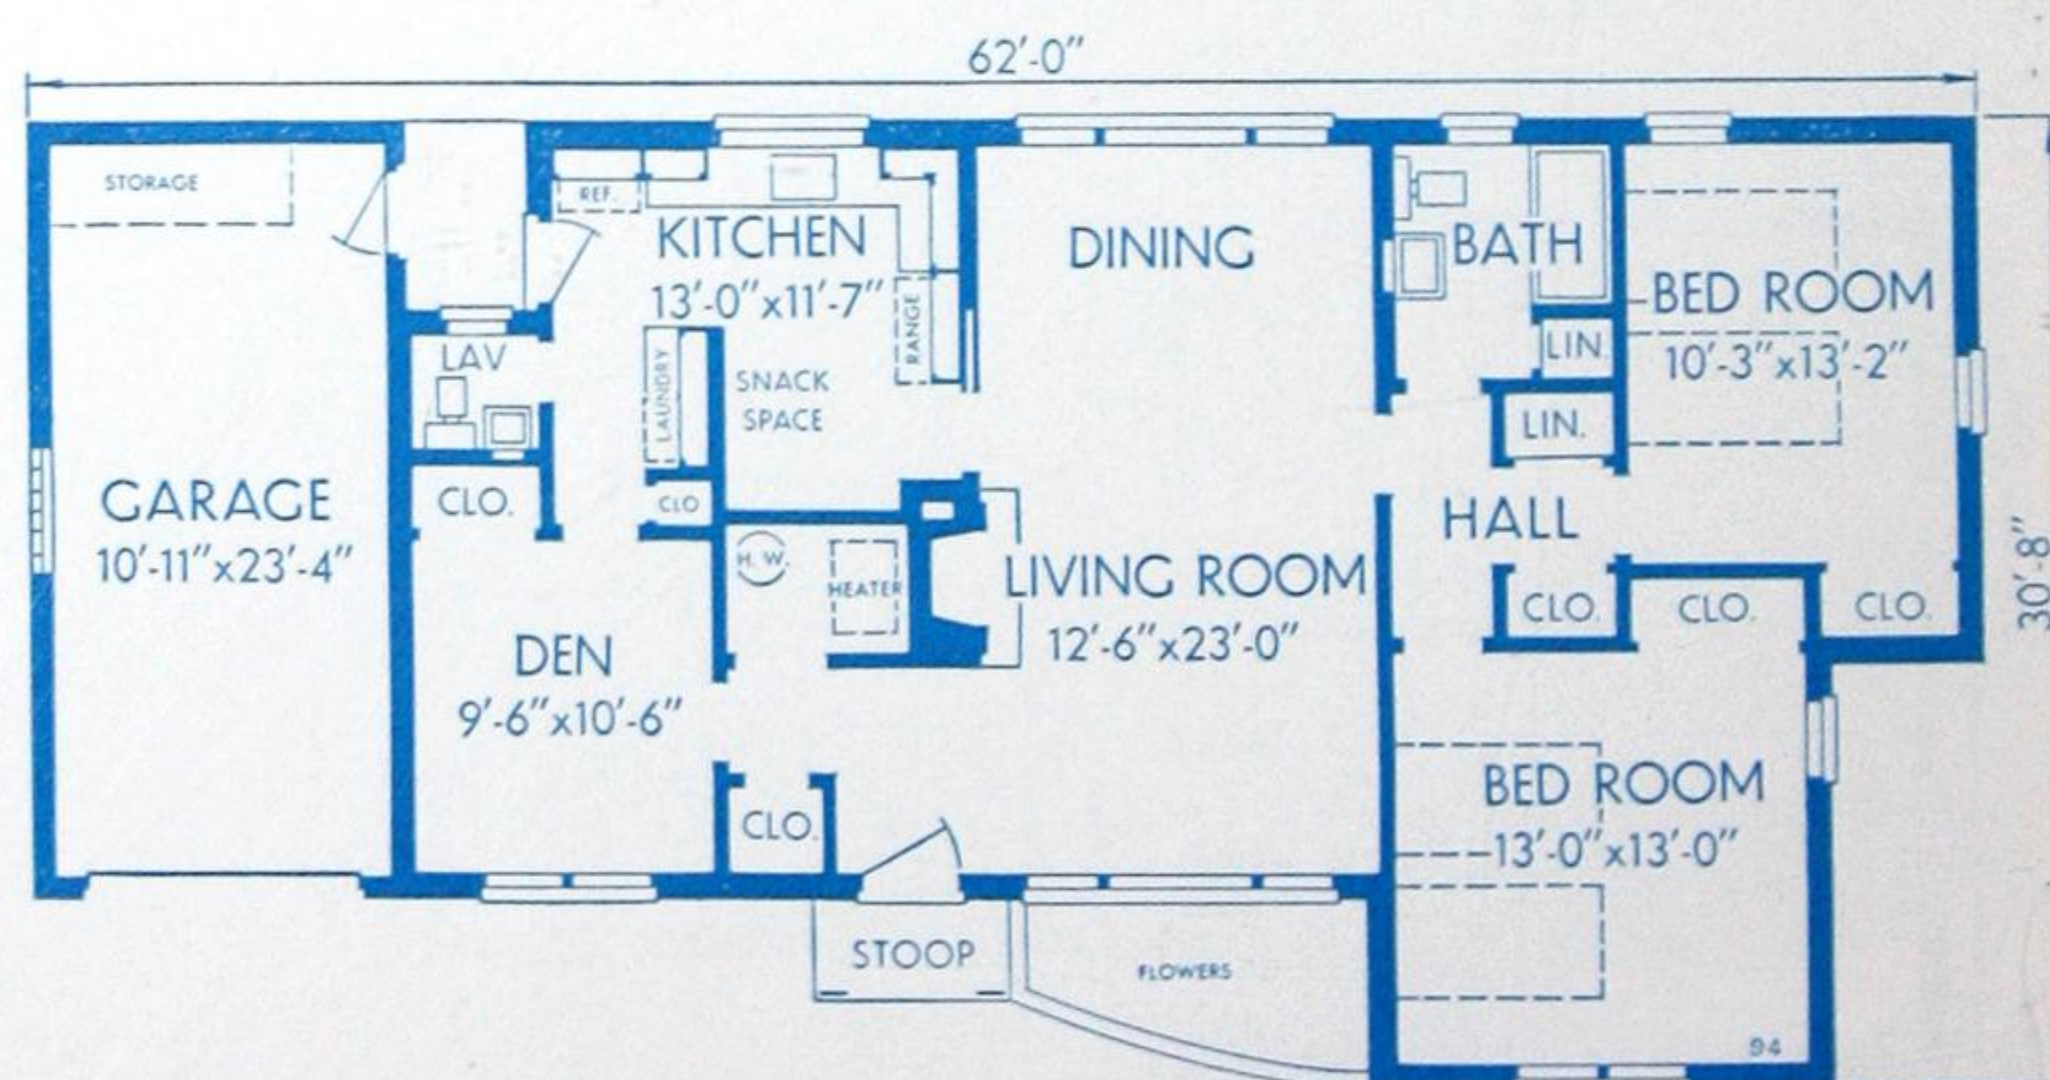 62'-0"
STORAGE
REF.
KITCHEN
13'-0"x11'-7"
RANGE
DINING
BATH
LIN.
BED ROOM
10'-3"x13'-2"
LAV
LAUNDRY
SNACK
SPACE
LIN.
GARAGE
10'-11"x23'-4"
CLO.
CLO
H.W.
HEATER
LIVING ROOM
12'-6"x23'-0"
HALL
CLO.
CLO.
CLO.
30'-8"
DEN
9'-6"x10'-6"
CLO.
BED ROOM
13'-0"x13'-0"
STOOP
FLOWERS
94